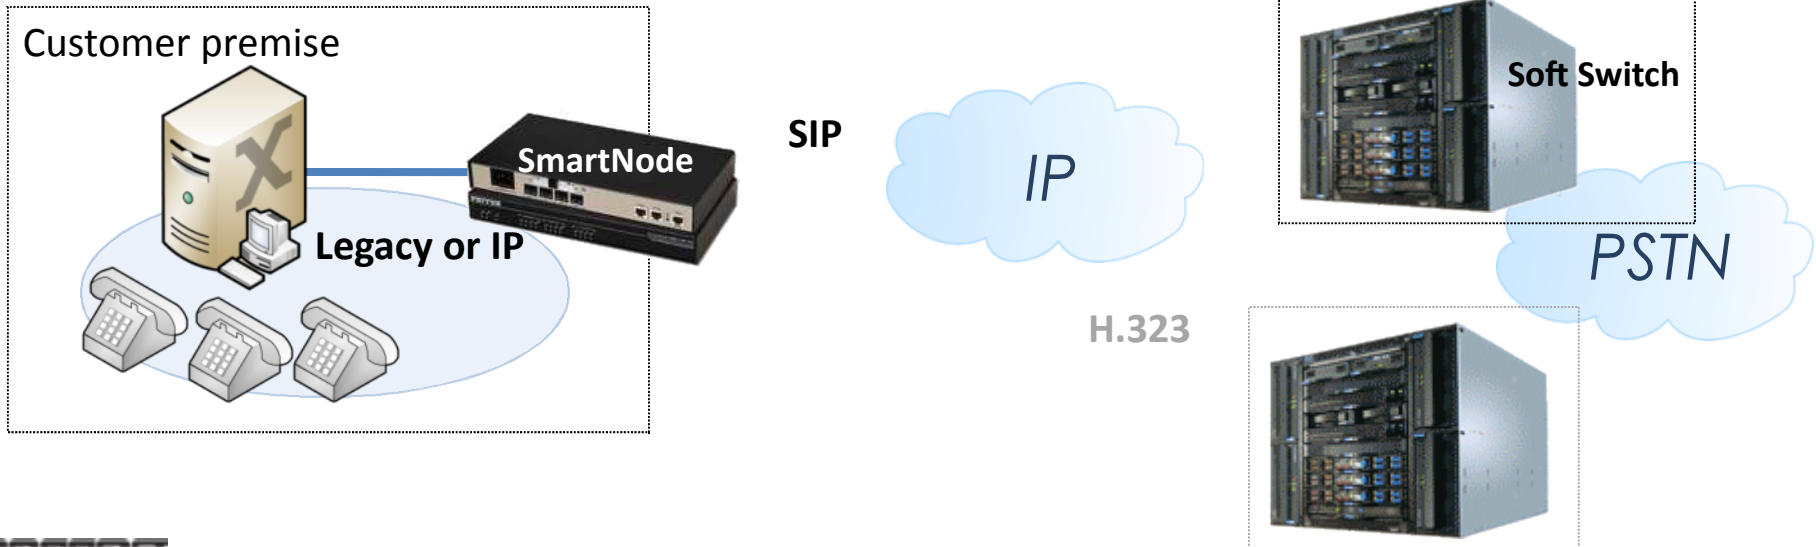 Customer premise
Soft Switch
SIP
SmartNode
IP
Legacy or IP
PSTN
H.323